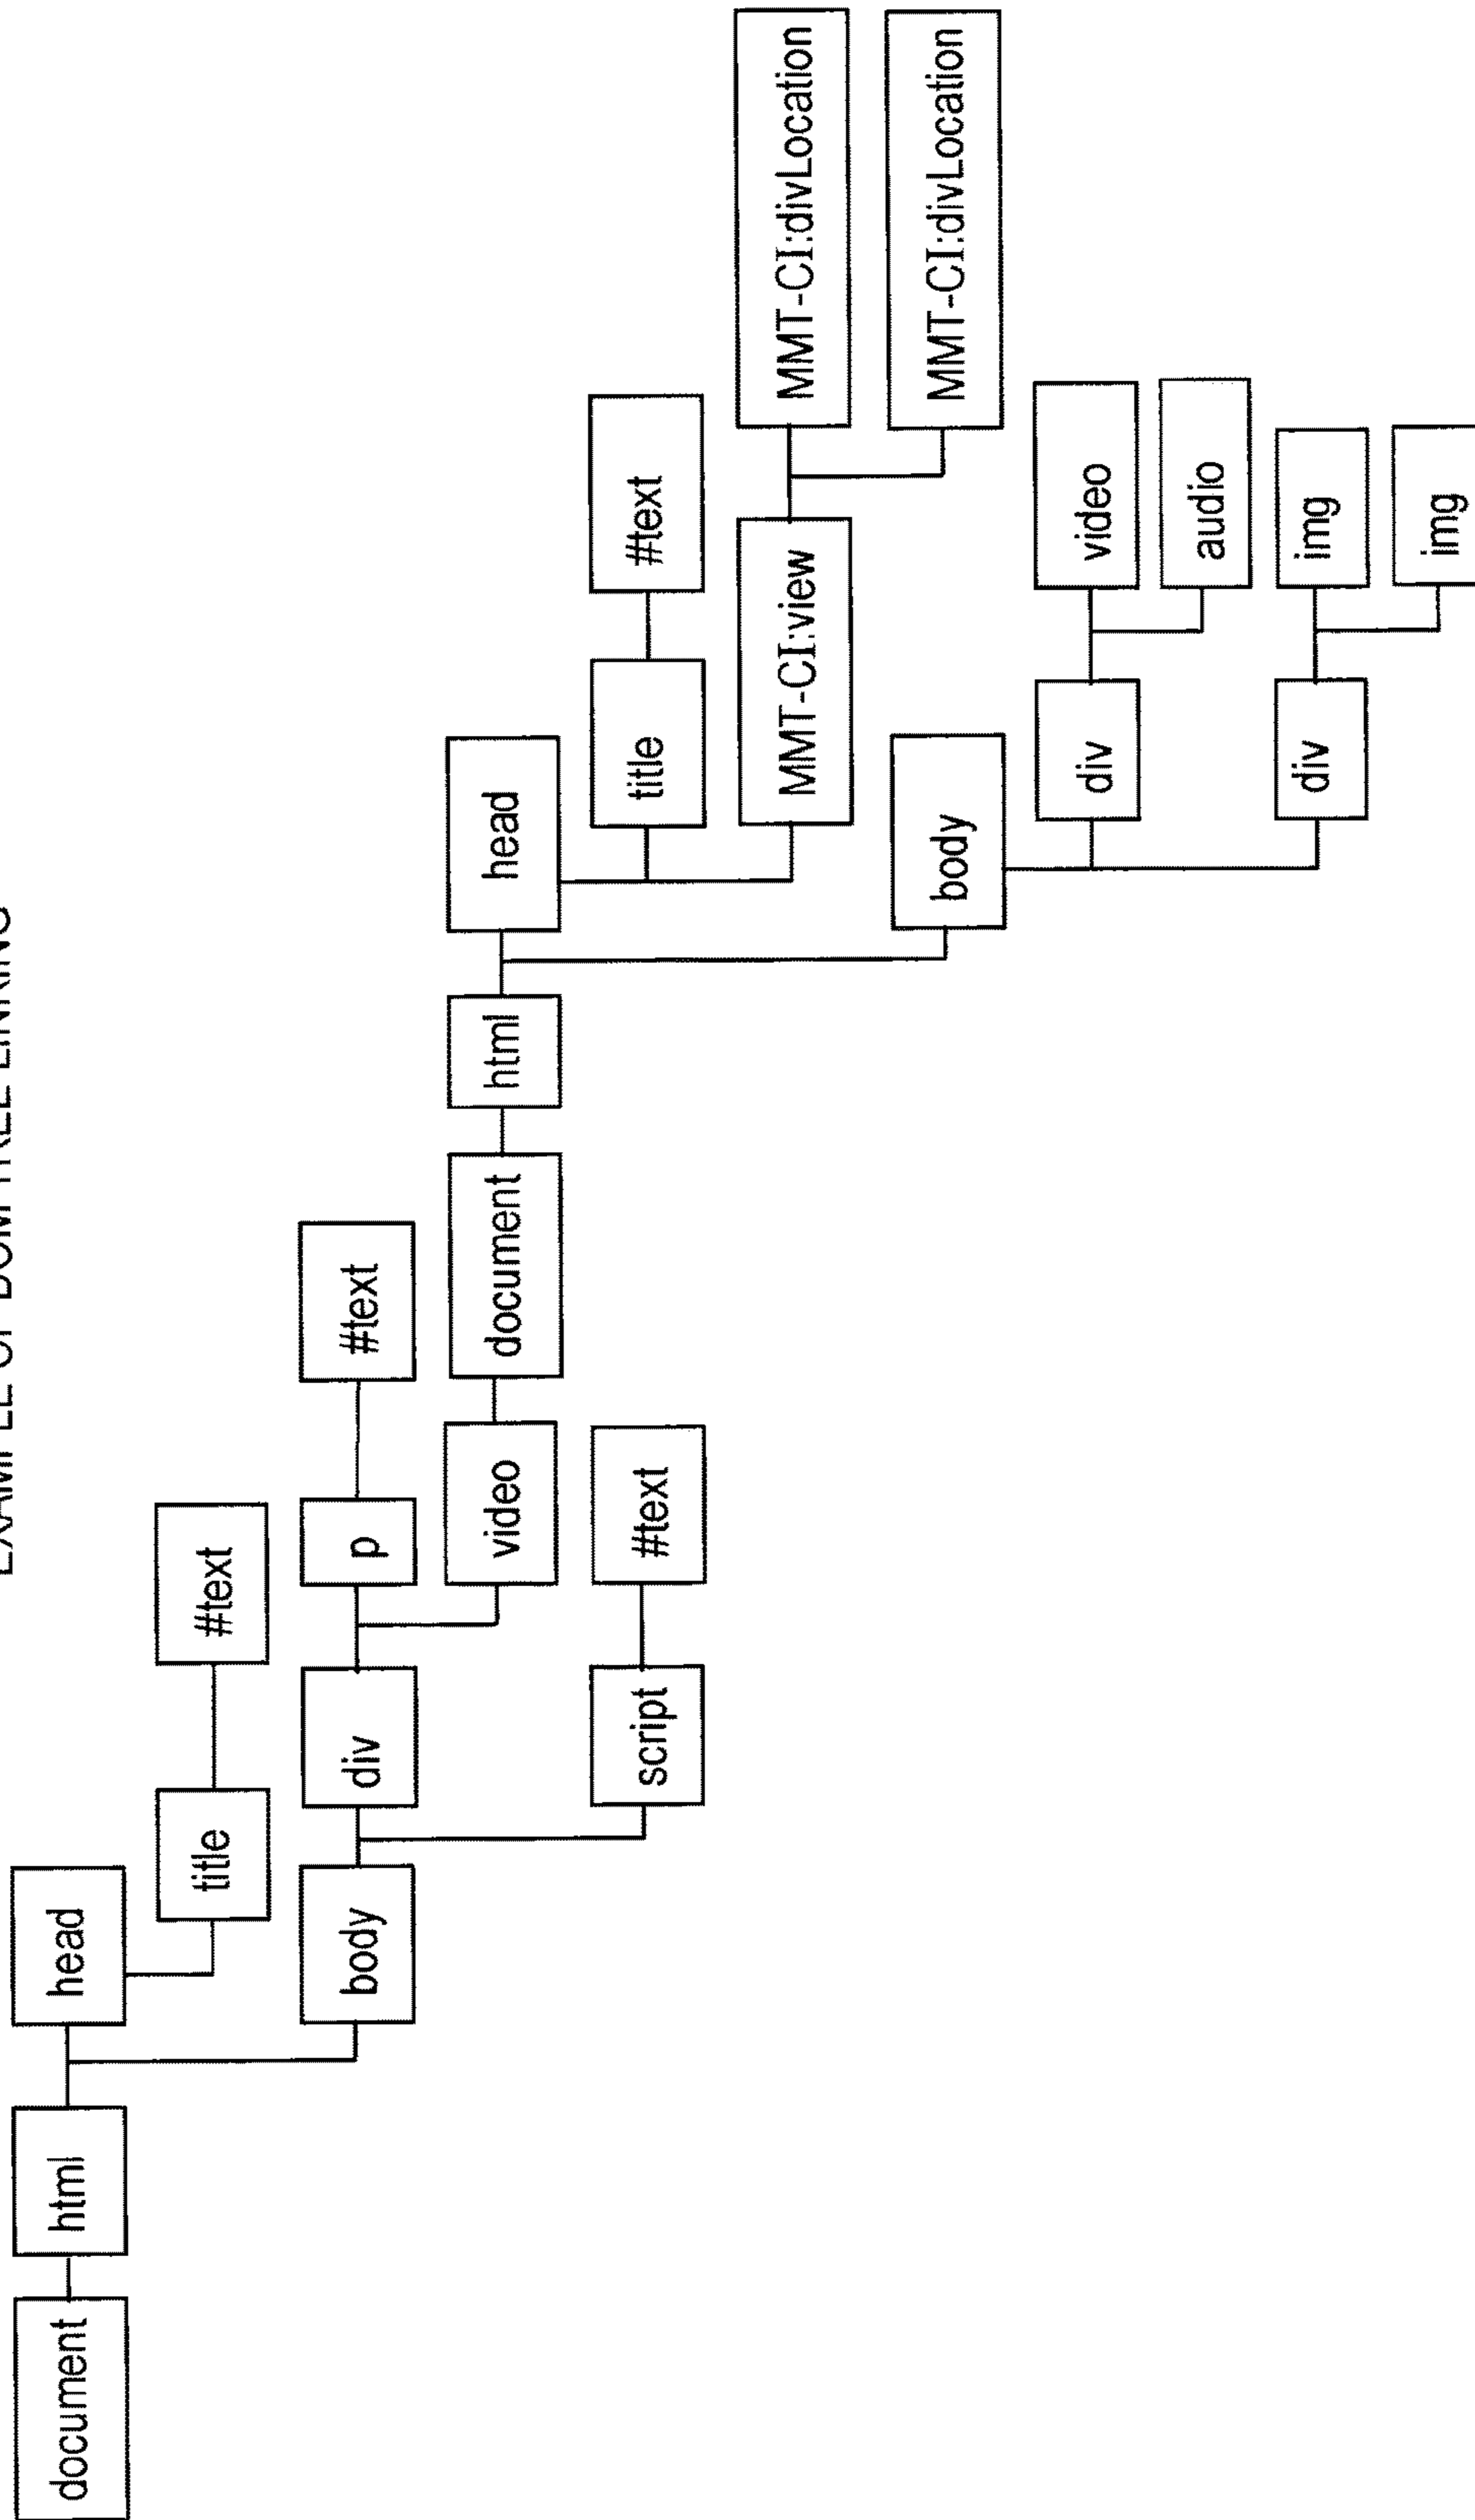 EXAMPLE OF DOM TREE LINKING
document
html
head
title
#text
body
div
p
#text
video
document
html
head
title
#text
MMT-CI:view
MMT-CI:divLocation
MMT-CI:divLocation
body
div
video
audio
div
img
img
script
#text